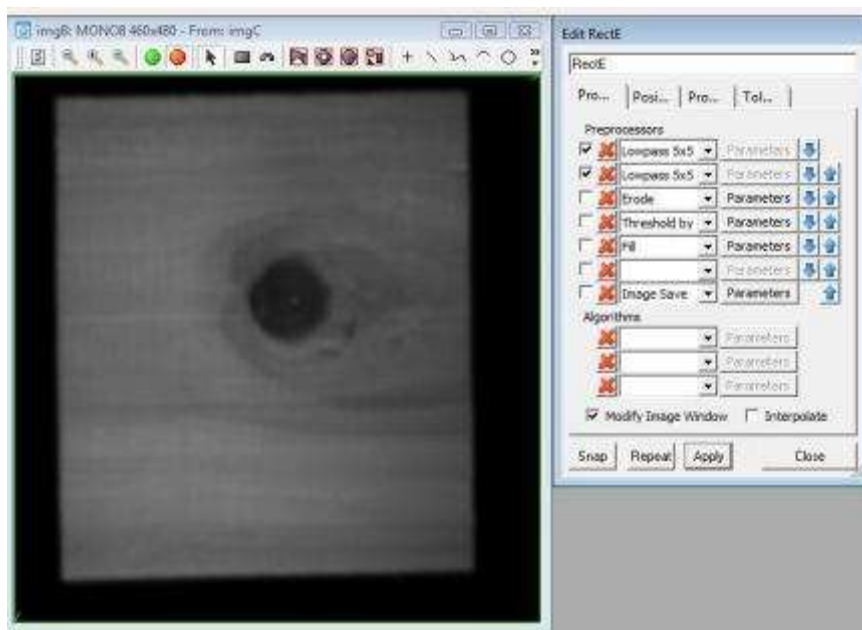 imgB: MONO8 460x480 - From: imgC
Edit RectE
RectE
Pro... Posi... Pro... Tol...
Preprocessors
Lowpass 5x5 Parameters
Lowpass 5x5 Parameters
Erode Parameters
Threshold by Parameters
Fill Parameters
Parameters
Image Save Parameters
Algorithms
Parameters
Parameters
Parameters
Modify Image Window Interpolate
Snap Repeat Apply Close